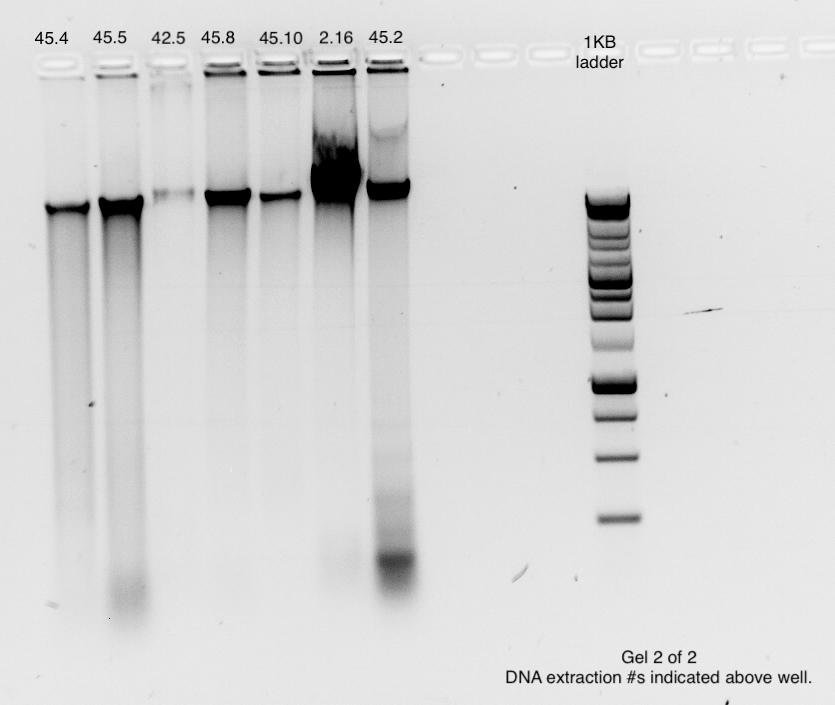 45.4 45.5 42.5 45.8 45.10 2.16 45.2
1KB
ladder
Gel 2 of 2
DNA extraction #s indicated above well.